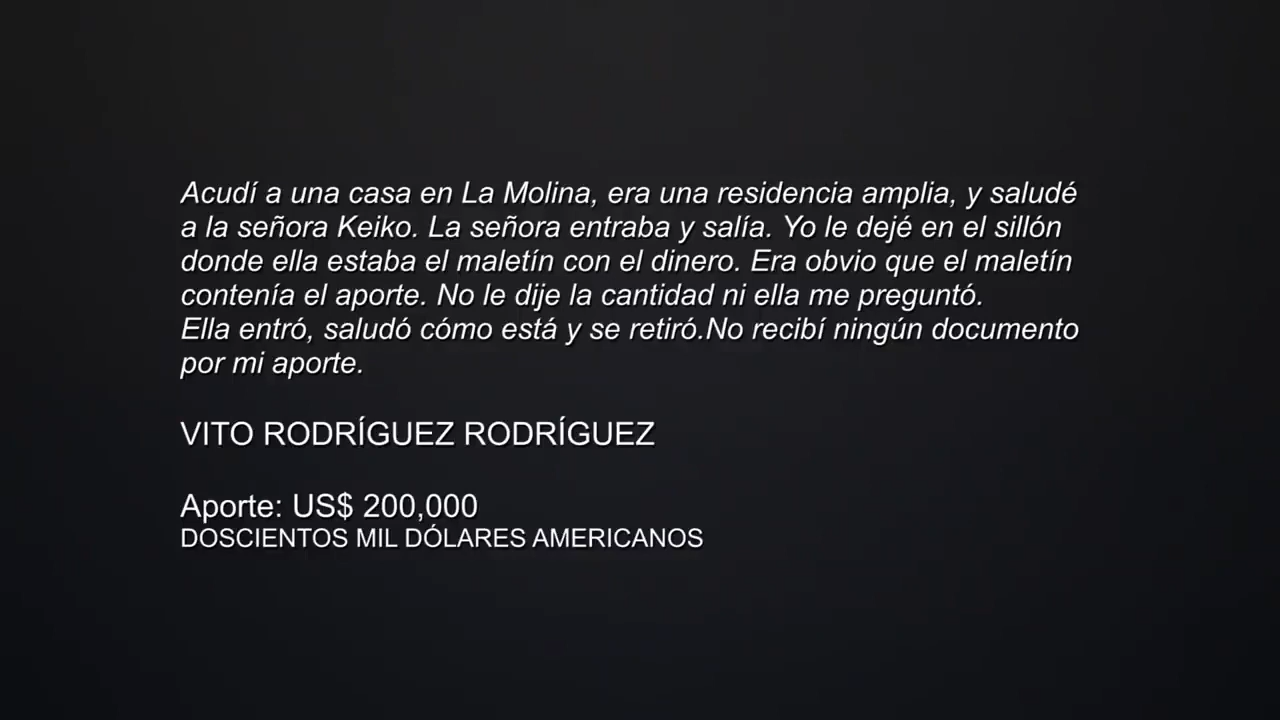 Acudí a una casa en La Molina, era una residencia amplia, y saludé
a la señora Keiko. La señora entraba y salía. Yo le dejé en el sillón
donde ella estaba el maletín con el dinero. Era obvio que el maletín
contenía el aporte. No le dije la cantidad ni ella me preguntó.
Ella entró, saludó cómo está y se retiró.No recibí ningún documento
por mi aporte.
VITO RODRÍGUEZ RODRÍGUEZ
Aporte: US$ 200,000
DOSCIENTOS MIL DÓLARES AMERICANOS